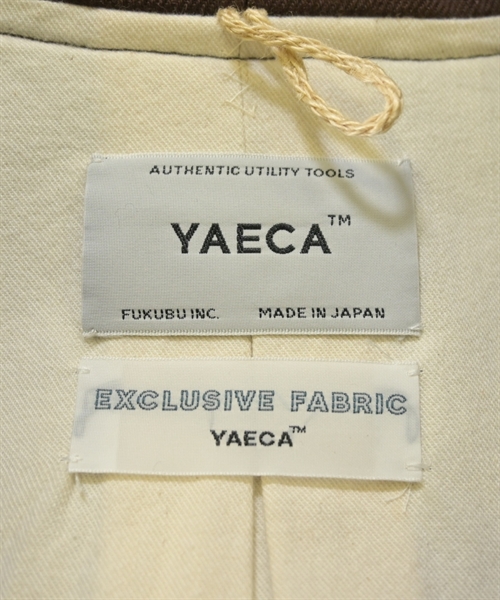 AUTHENTIC UTILITY TOOLS
YAECA™
FUKUBU INC. MADE IN JAPAN
EXCLUSIVE FABRIC
YAECA™